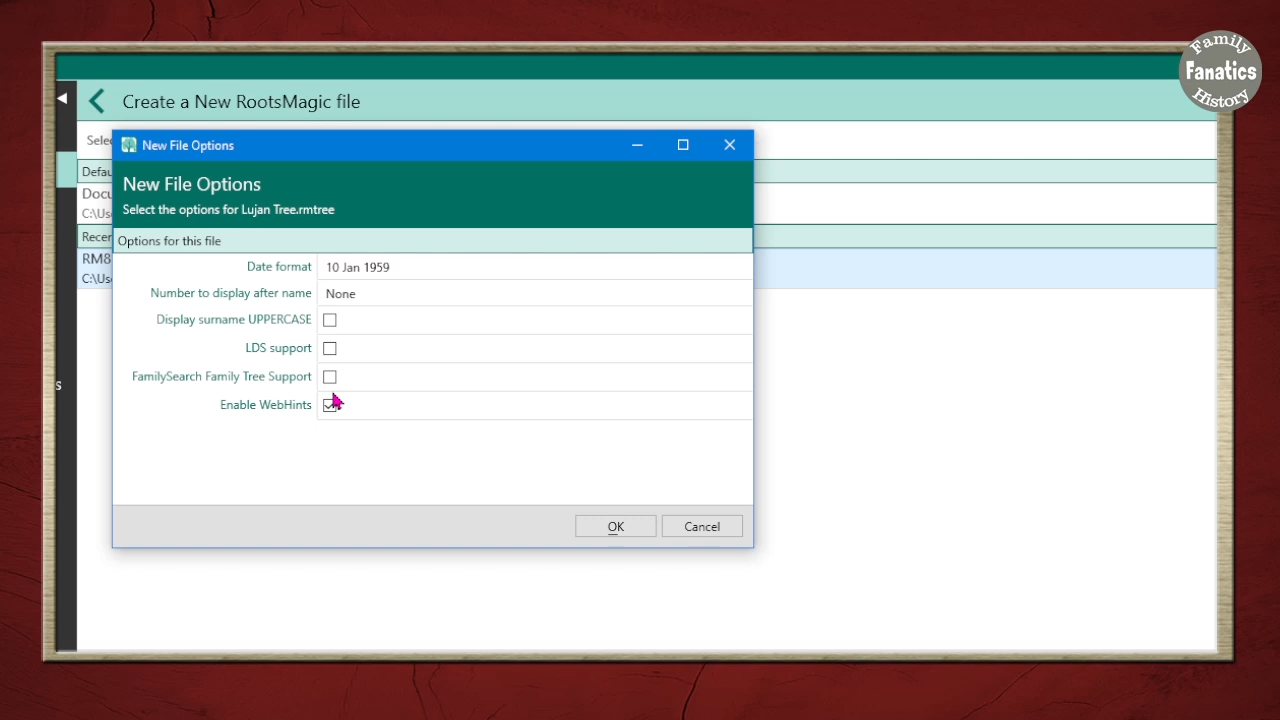 Family
Fanatics
History
Create a New RootsMagic file
New File Options
New File Options
Select the options for Lujan Tree.rmtree
Options for this file
Date format 10 Jan 1959
Number to display after name None
Display surname UPPERCASE
LDS support
FamilySearch Family Tree Support
Enable WebHints
OK Cancel
RM8
C:\Use